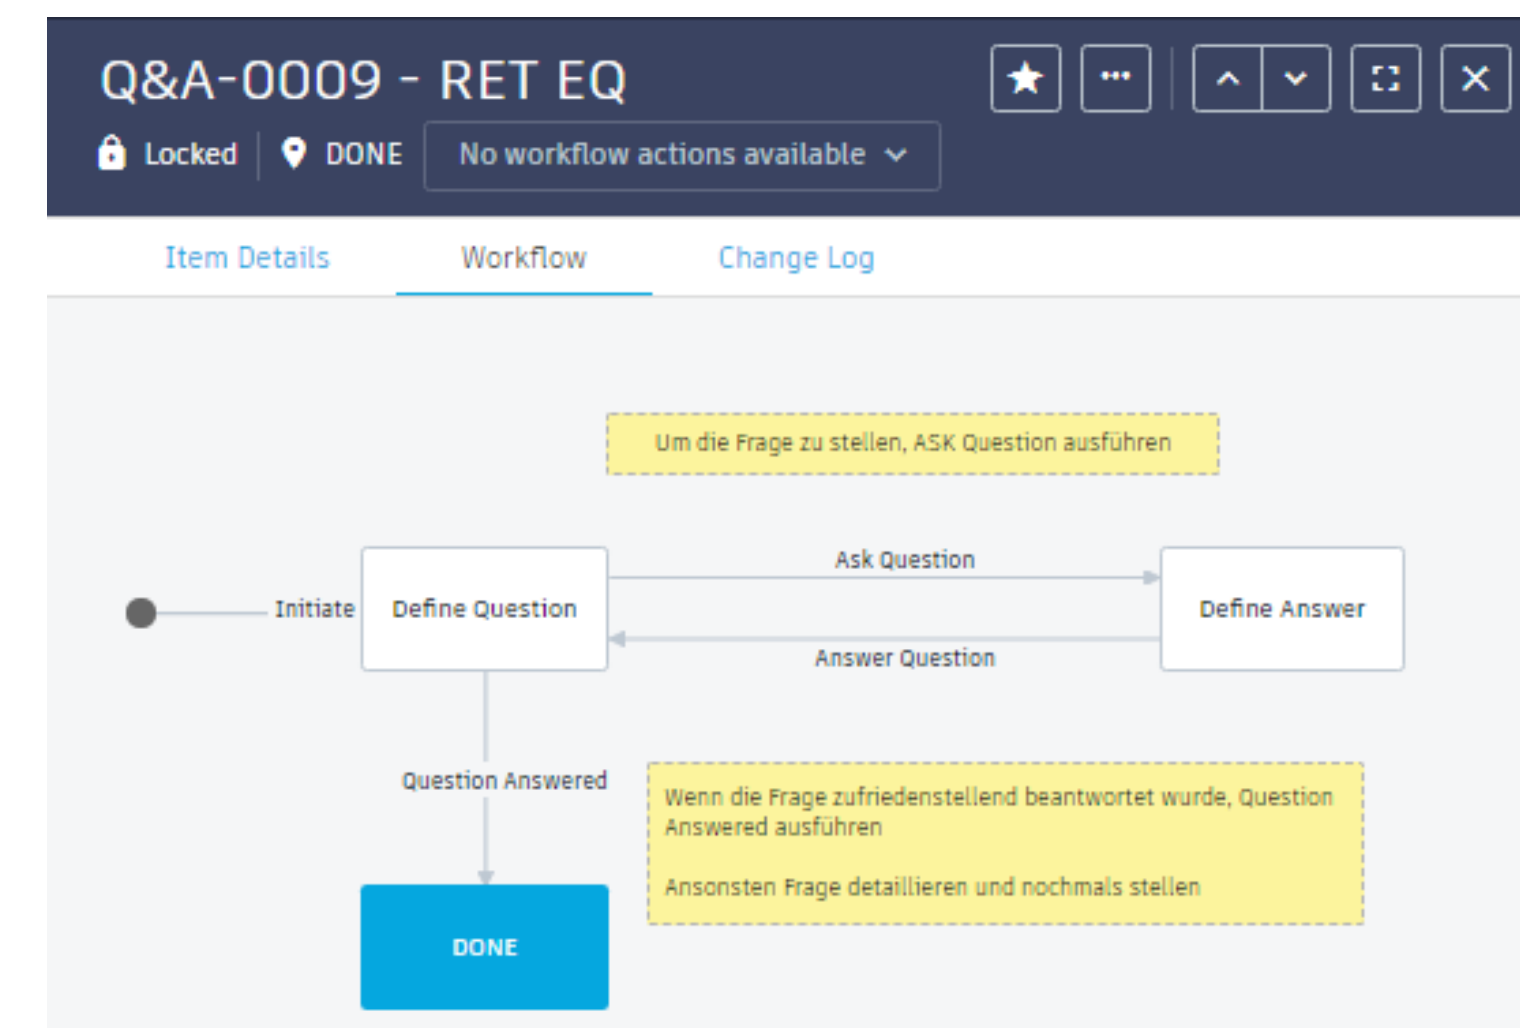 Q&A-0009 - RET EQ
Locked
DONE
No workflow actions available
Item Details
Workflow
Change Log
Um die Frage zu stellen, ASK Question ausführen
Ask Question
Initiate
Define Question
Define Answer
Answer Question
Question Answered
Wenn die Frage zufriedenstellend beantwortet wurde, Question
Answered ausführen
Ansonsten Frage detaillieren und nochmals stellen
DONE